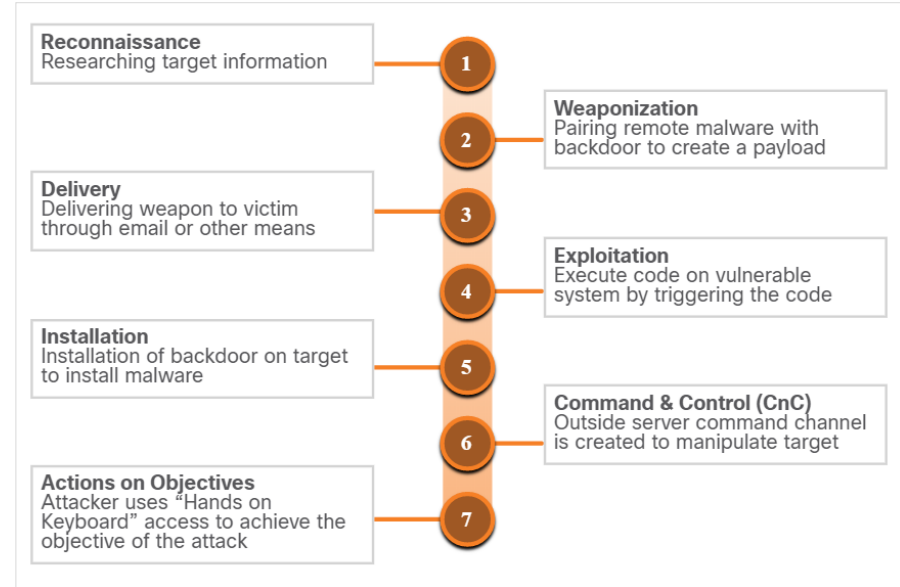 Reconnaissance
Researching target information
1
Weaponization
Pairing remote malware with
backdoor to create a payload
2
Delivery
Delivering weapon to victim
through email or other means
3
Exploitation
Execute code on vulnerable
system by triggering the code
4
Installation
Installation of backdoor on target
to install malware
5
Command & Control (CnC)
Outside server command channel
is created to manipulate target
6
Actions on Objectives
Attacker uses “Hands on
Keyboard” access to achieve the
objective of the attack
7